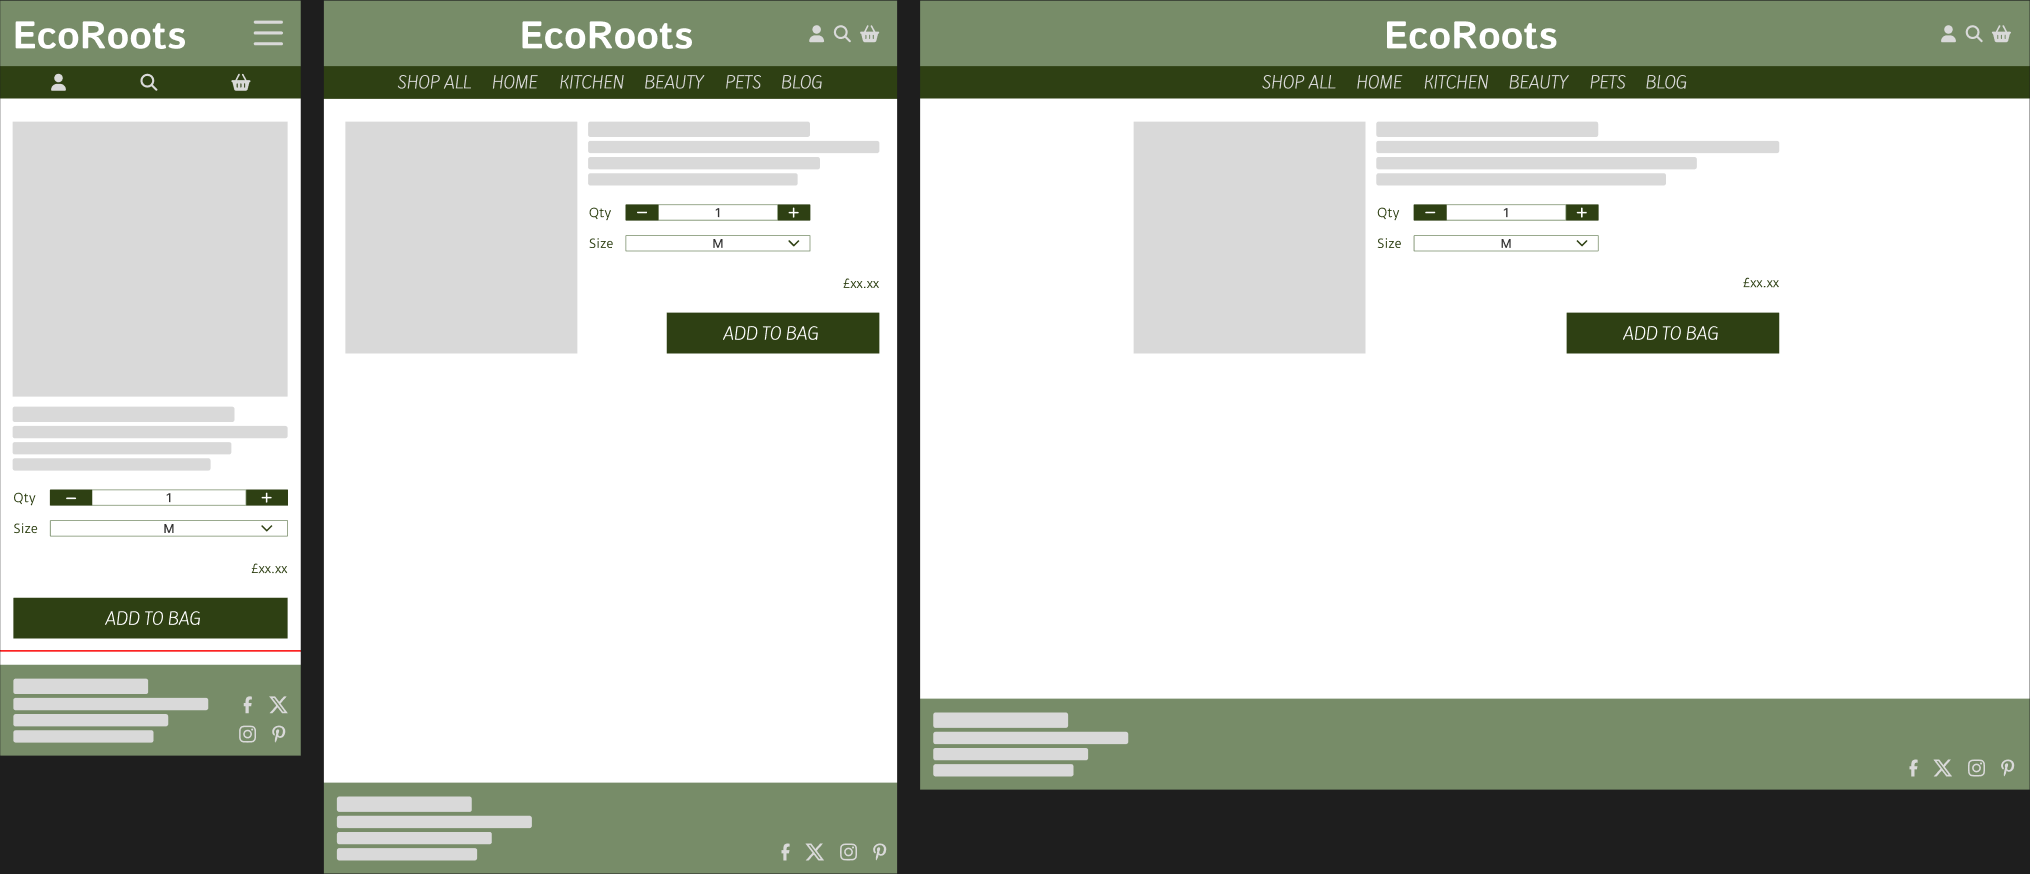 EcoRoots
Qty 1
Size M
£xx.xx
ADD TO BAG
EcoRoots
SHOP ALL HOME KITCHEN BEAUTY PETS BLOG
Qty 1
Size M
£xx.xx
ADD TO BAG
EcoRoots
SHOP ALL HOME KITCHEN BEAUTY PETS BLOG
Qty 1
Size M
£xx.xx
ADD TO BAG